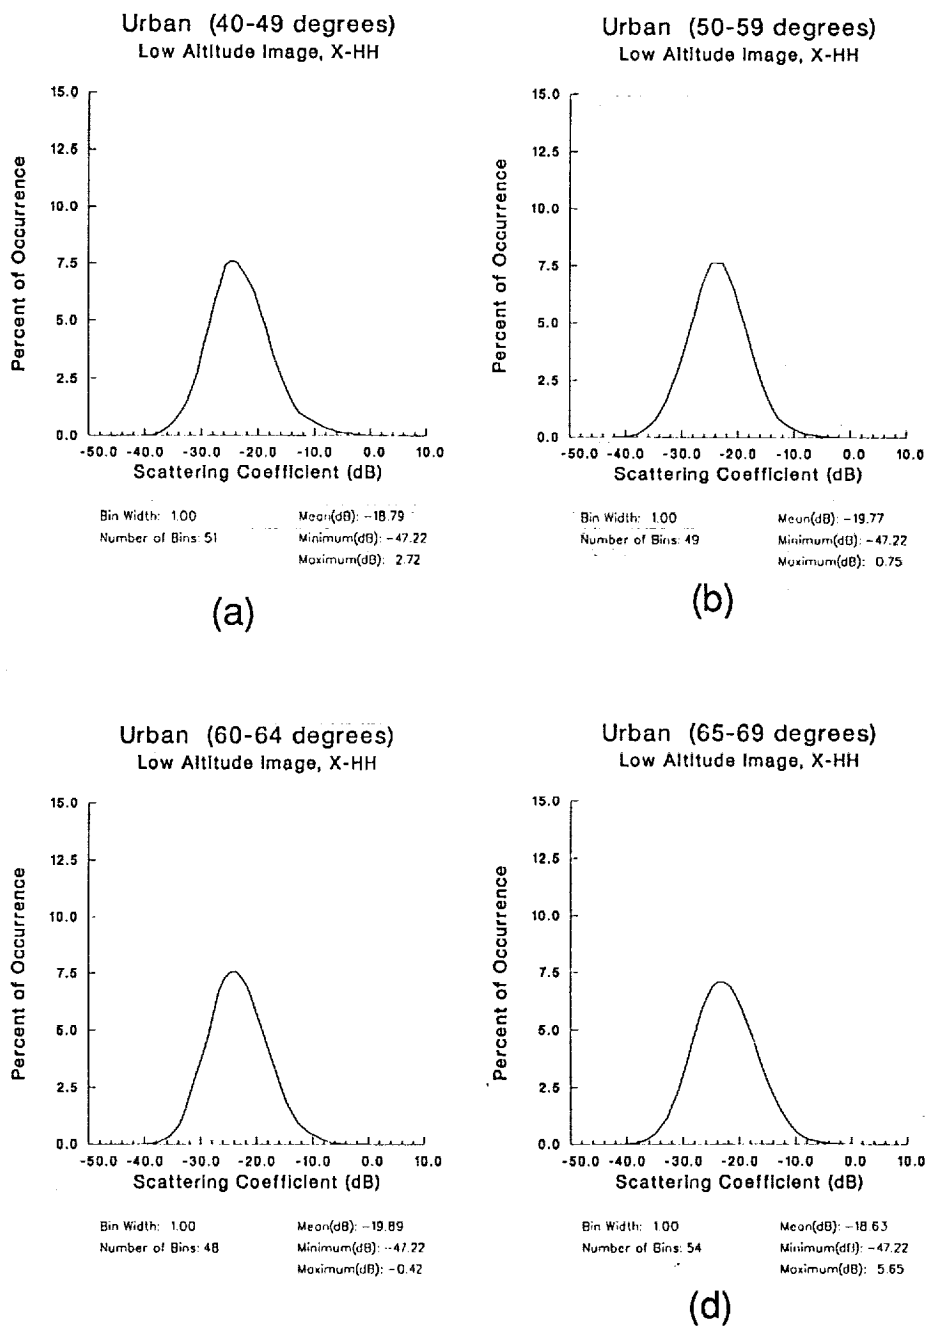 Urban (40-49 degrees)
Low Altitude Image, X-HH
15.0
12.5
10.0
7.5
5.0
2.5
0.0
Percent of Occurrence
-50.0 -40.0 -30.0 -20.0 -10.0 0.0 10.0
Scattering Coefficient (dB)
Bin Width: 1.00
Number of Bins: 51
Mean(dB): -18.79
Minimum(dB): -47.22
Maximum(dB): 2.72
(a)
Urban (50-59 degrees)
Low Altitude Image, X-HH
15.0
12.5
10.0
7.5
5.0
2.5
0.0
Percent of Occurrence
-50.0 -40.0 -30.0 -20.0 -10.0 0.0 10.0
Scattering Coefficient (dB)
Bin Width: 1.00
Number of Bins: 49
Mean(dB): -19.77
Minimum(dB): -47.22
Maximum(dB): 0.75
(b)
Urban (60-64 degrees)
Low Altitude Image, X-HH
15.0
12.5
10.0
7.5
5.0
2.5
0.0
Percent of Occurrence
-50.0 -40.0 -30.0 -20.0 -10.0 0.0 10.0
Scattering Coefficient (dB)
Bin Width: 1.00
Number of Bins: 48
Mean(dB): -19.89
Minimum(dB): -47.22
Maximum(dB): -0.42
Urban (65-69 degrees)
Low Altitude Image, X-HH
15.0
12.5
10.0
7.5
5.0
2.5
0.0
Percent of Occurrence
-50.0 -40.0 -30.0 -20.0 -10.0 0.0 10.0
Scattering Coefficient (dB)
Bin Width: 1.00
Number of Bins: 54
Mean(dB): -18.63
Minimum(dB): -47.22
Maximum(dB): 5.65
(d)